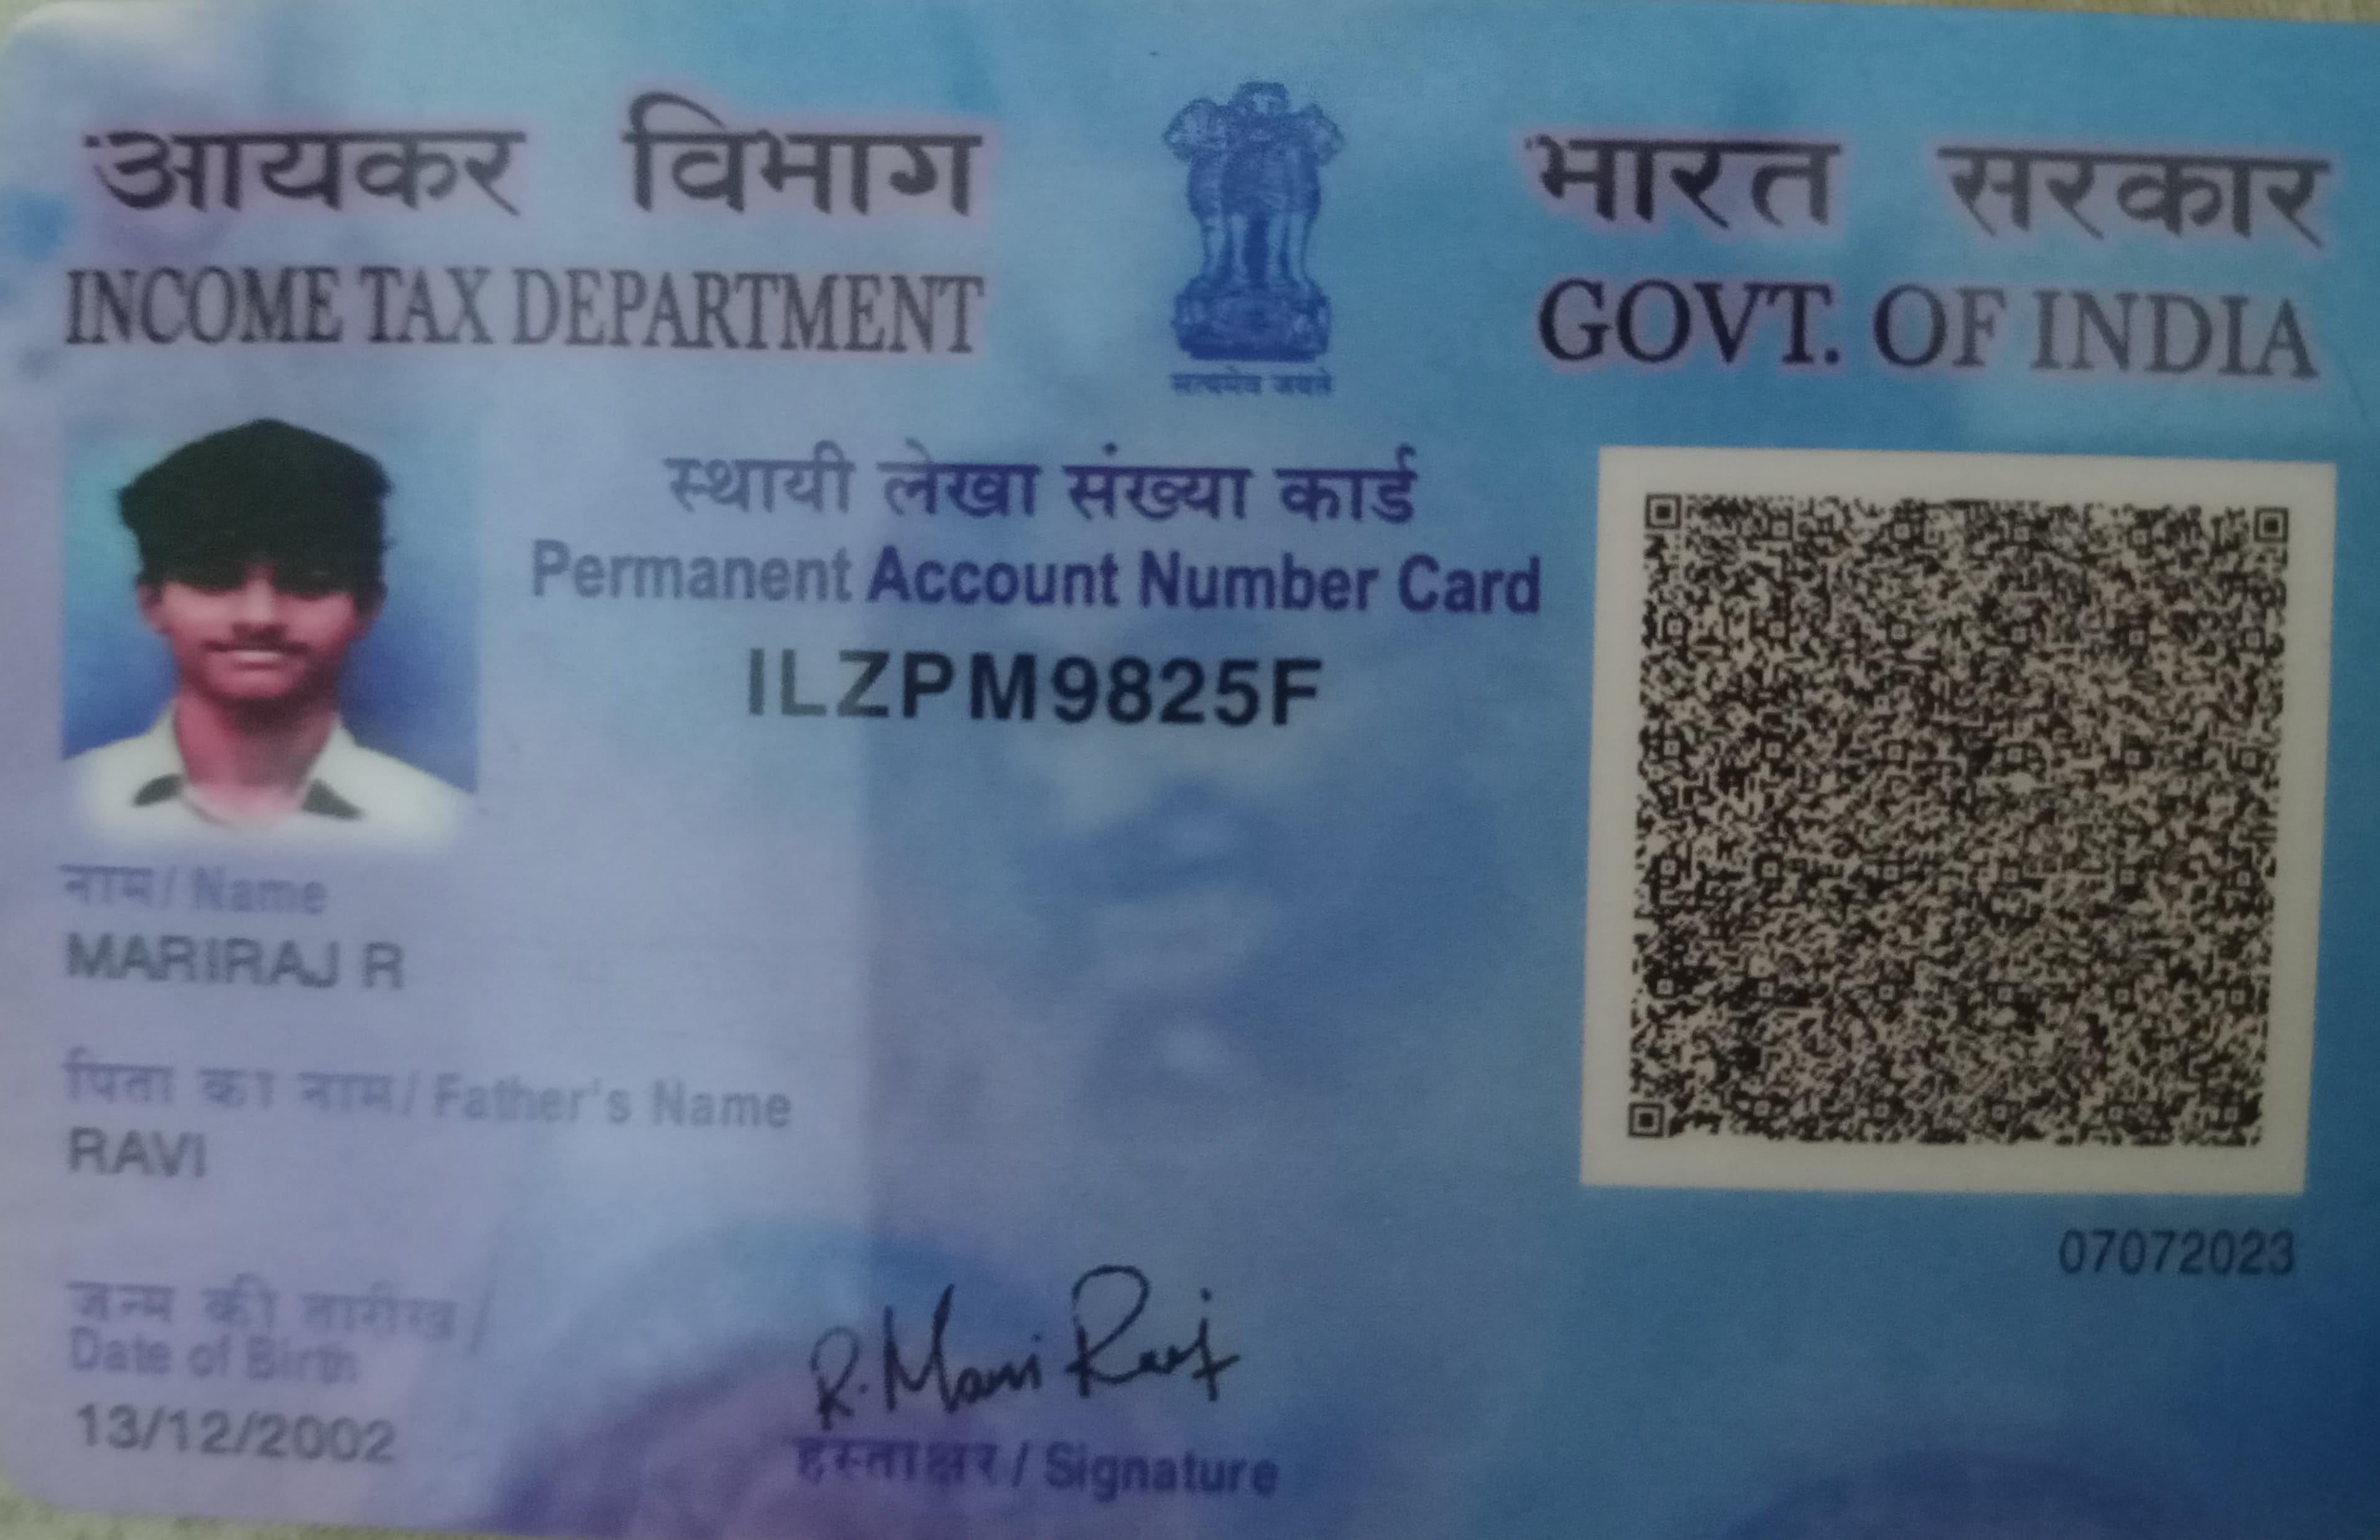 आयकर विभाग
INCOME TAX DEPARTMENT
सत्यमेव जयते
भारत सरकार
GOVT. OF INDIA
स्थायी लेखा संख्या कार्ड
Permanent Account Number Card
ILZPM9825F
नाम/ Name
MARIRAJ R
पिता का नाम/ Father's Name
RAVI
जन्म की तारीख/
Date of Birth
13/12/2002
R. Mari Raj
हस्ताक्षर/ Signature
07072023